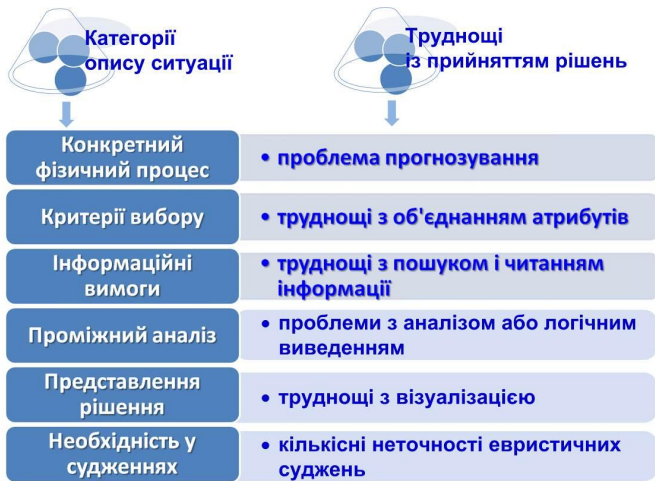 Категорії
опису ситуації
Труднощі
із прийняттям рішень
Конкретний
фізичний процес
• проблема прогнозування
Критерії вибору
• труднощі з об'єднанням атрибутів
Інформаційні
вимоги
• труднощі з пошуком і читанням
інформації
Проміжний аналіз
• проблеми з аналізом або логічним
виведенням
Представлення
рішення
• труднощі з візуалізацією
Необхідність у
судженнях
• кількісні неточності евристичних
суджень